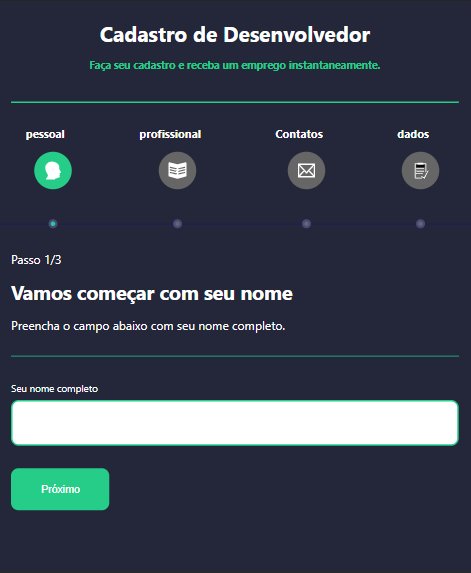 Cadastro de Desenvolvedor
Faça seu cadastro e receba um emprego instantaneamente.
pessoal profissional Contatos dados
Passo 1/3
Vamos começar com seu nome
Preencha o campo abaixo com seu nome completo.
Seu nome completo
Próximo